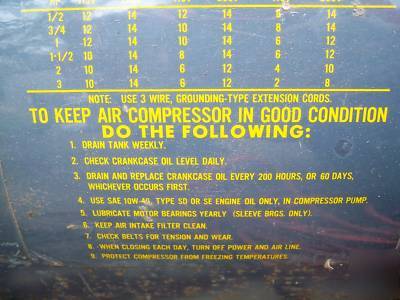 1/2 12 14 12 14 8 14
3/4 12 14 10 14 8 14
1 12 14 10 14 6 12
1-1/2 10 14 8 14 6 12
2 10 14 6 12 4 10
3 10 14 6 12 2 8
NOTE: USE 3 WIRE, GROUNDING-TYPE EXTENSION CORDS.
TO KEEP AIR COMPRESSOR IN GOOD CONDITION
DO THE FOLLOWING:
1. DRAIN TANK WEEKLY.
2. CHECK CRANKCASE OIL LEVEL DAILY.
3. DRAIN AND REPLACE CRANKCASE OIL EVERY 200 HOURS, OR 60 DAYS,
WHICHEVER OCCURS FIRST.
4. USE SAE 10W-40, TYPE SD OR SE ENGINE OIL ONLY, IN COMPRESSOR PUMP.
5. LUBRICATE MOTOR BEARINGS YEARLY (SLEEVE BRGS. ONLY).
6. KEEP AIR INTAKE FILTER CLEAN.
7. CHECK BELTS FOR TENSION AND WEAR.
8. WHEN CLOSING EACH DAY, TURN OFF POWER AND AIR LINE.
9. PROTECT COMPRESSOR FROM FREEZING TEMPERATURES.